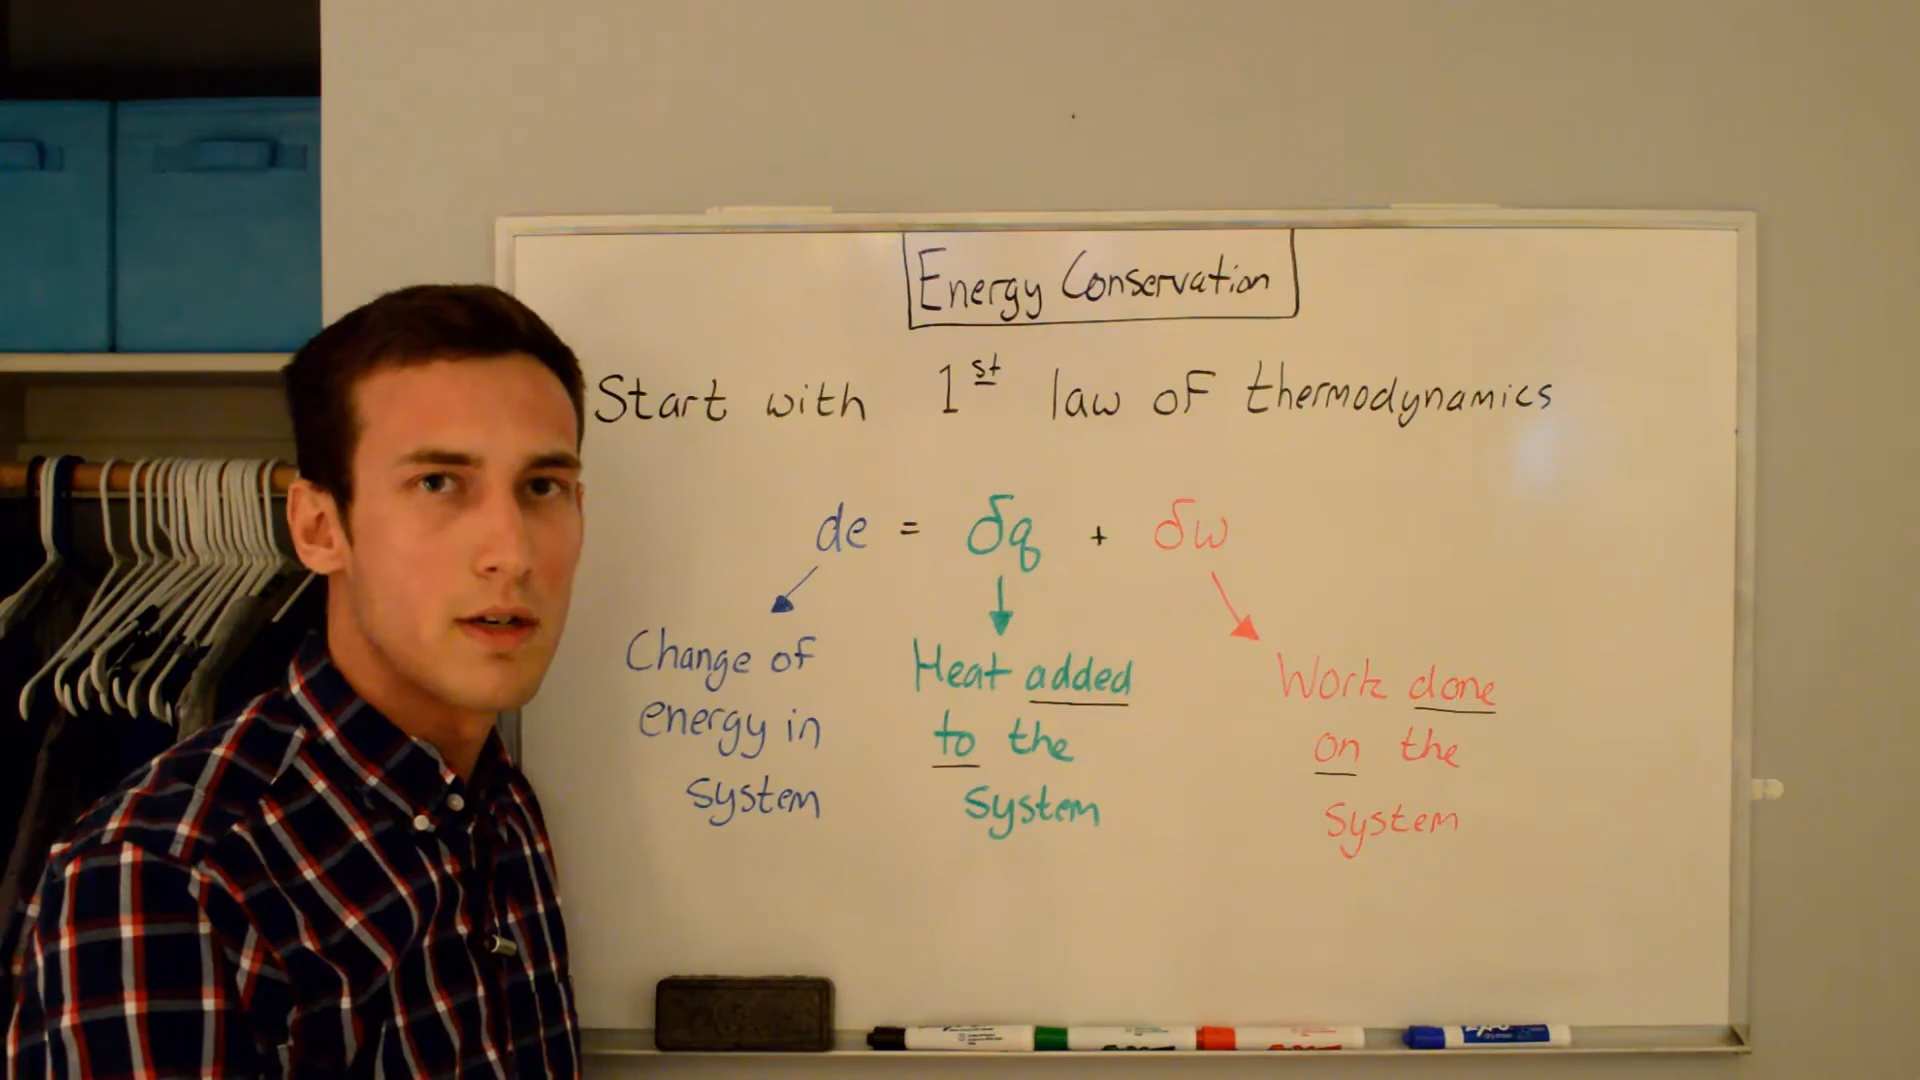 Energy Conservation
Start with 1st law of thermodynamics
de = δq + δw
Change of
energy in
system
Heat added
to the
system
Work done
on the
system
EXPO